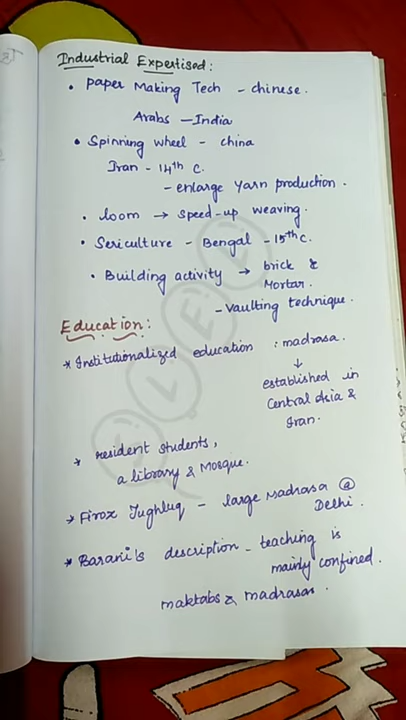 Industrial Expertised:
• Paper Making Tech - chinese.
Arabs - India
• Spinning wheel - china
Iran - 14th C.
- enlarge yarn production.
• loom → speed-up weaving.
• Sericulture - Bengal - 15th C.
• Building activity → brick &
Mortar.
- Vaulting technique.
Education:
* Institutionalized education : madrasa.
↓
established in
Central Asia &
Iran.
* resident students,
a library & Mosque.
→ Firox Tughluq - large Madrasa @
Delhi.
* Barani's description - teaching is
mainly confined.
maktabs & madrasas.